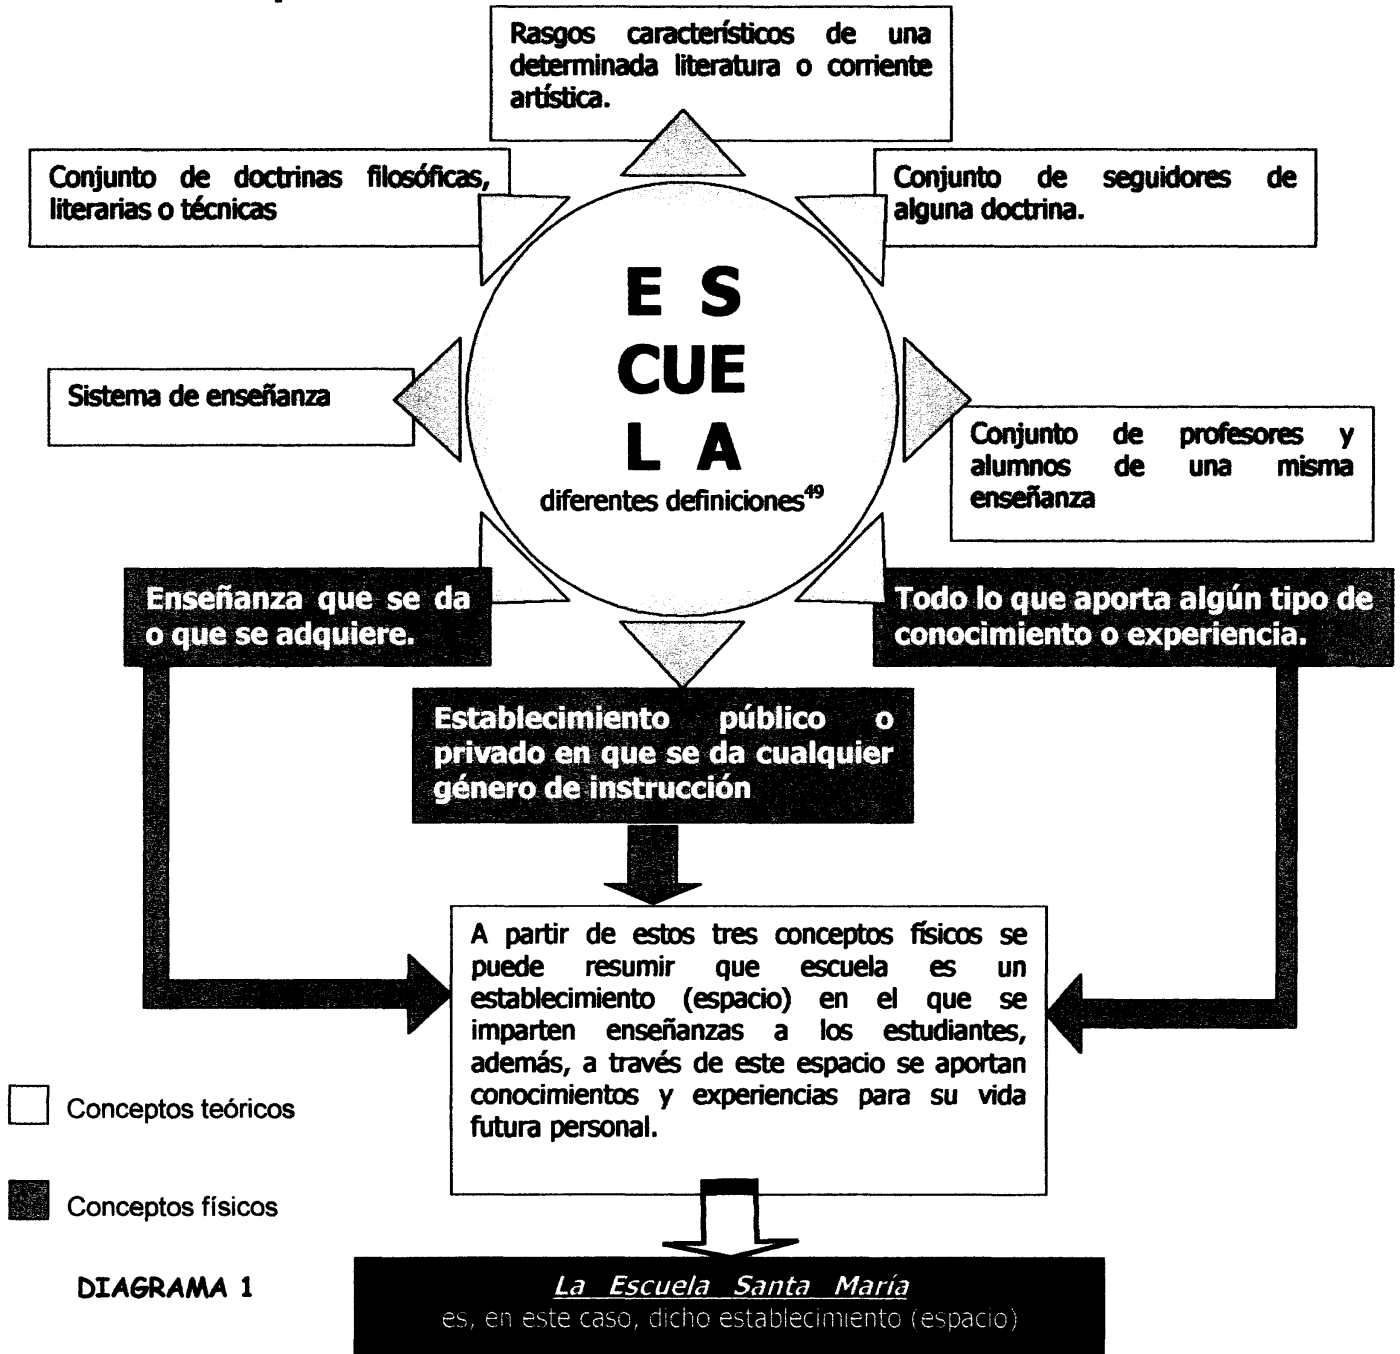 Rasgos característicos de una
determinada literatura o corriente
artística.
Conjunto de doctrinas filosóficas,
literarias o técnicas
Conjunto de seguidores de
alguna doctrina.
E S
CUE
L A
diferentes definiciones49
Sistema de enseñanza
Conjunto de profesores y
alumnos de una misma
enseñanza
Enseñanza que se da
o que se adquiere.
Todo lo que aporta algún tipo de
conocimiento o experiencia.
Establecimiento público o
privado en que se da cualquier
género de instrucción
A partir de estos tres conceptos físicos se
puede resumir que escuela es un
establecimiento (espacio) en el que se
imparten enseñanzas a los estudiantes,
además, a través de este espacio se aportan
conocimientos y experiencias para su vida
futura personal.
Conceptos teóricos
Conceptos físicos
DIAGRAMA 1
La Escuela Santa María
es, en este caso, dicho establecimiento (espacio)